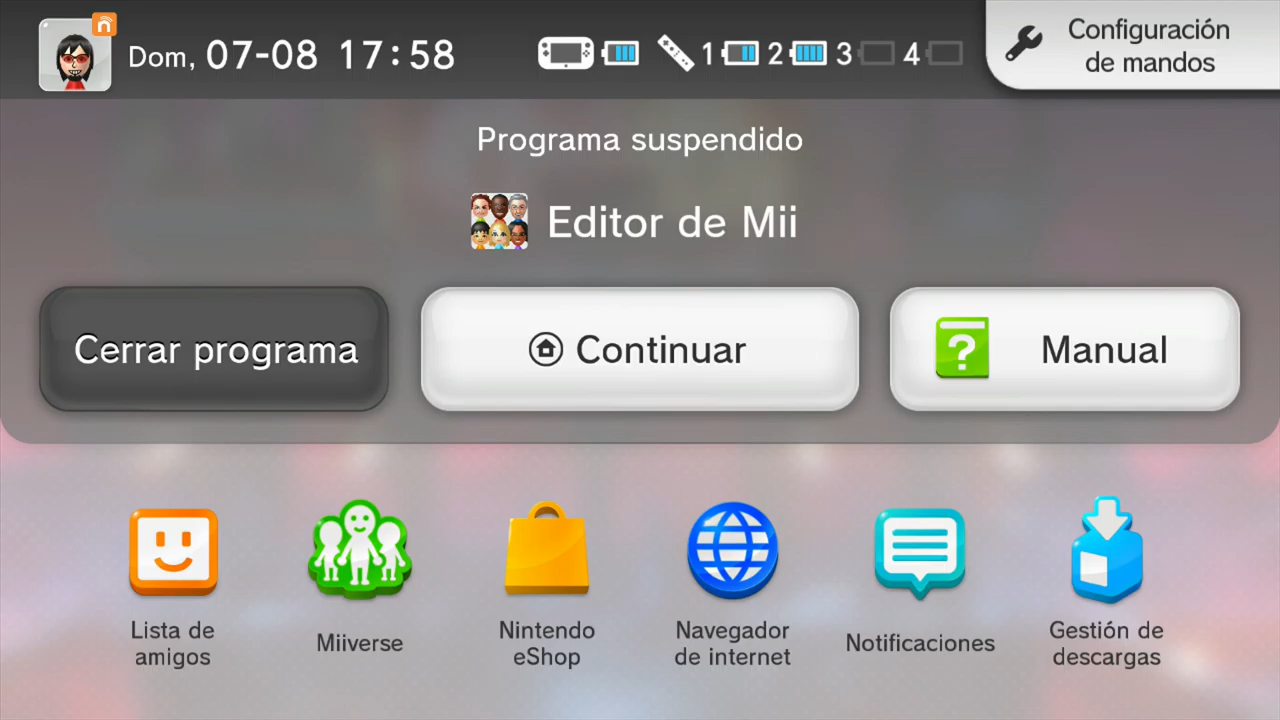 Dom, 07-08 17:58
1 2 3 4
Configuración
de mandos
Programa suspendido
Editor de Mii
Cerrar programa
Continuar
? Manual
Lista de
amigos
Miiverse
Nintendo
eShop
Navegador
de internet
Notificaciones
Gestión de
descargas